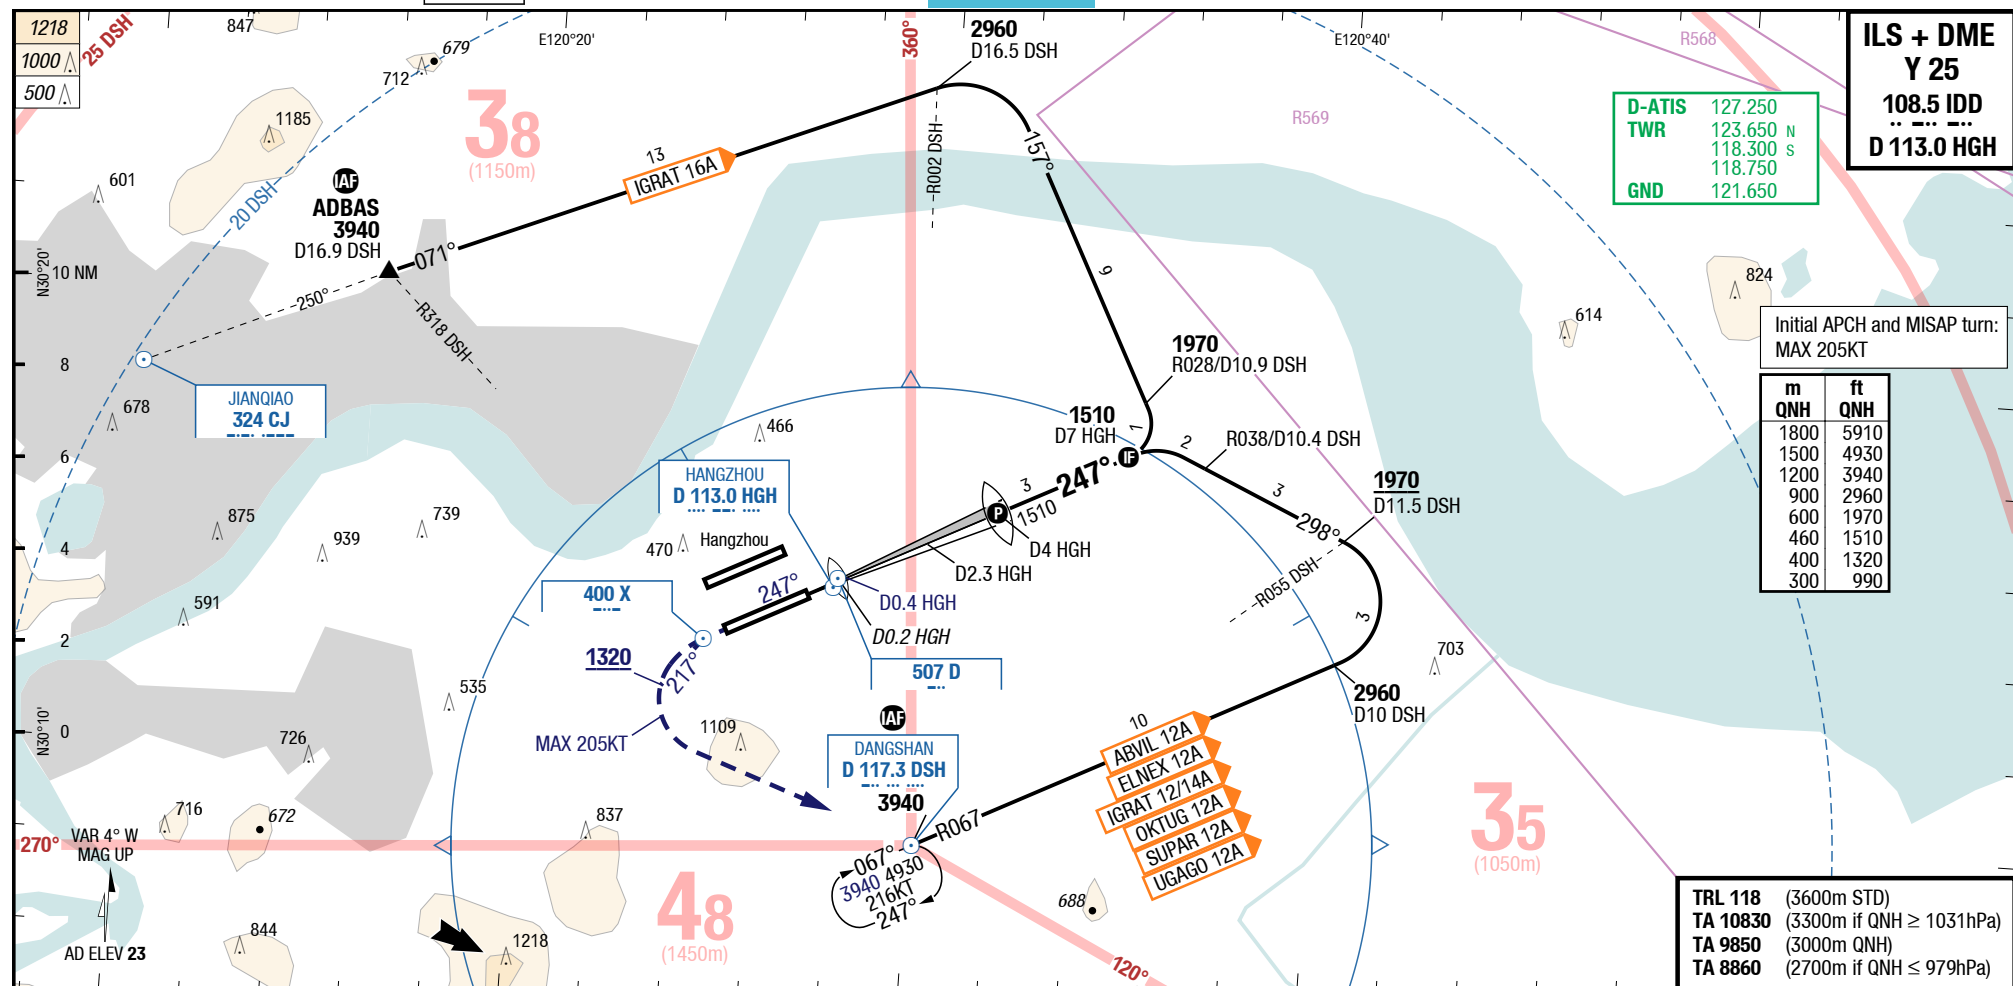 1218
1000
500
25 DSH
847
679
712
E120°20'
360°
2960
D16.5 DSH
E120°40'
R568
ILS + DME
Y 25
108.5 IDD
D 113.0 HGH
D-ATIS 127.250
TWR 123.650 N
118.300 S
118.750
GND 121.650
R569
38
(1150m)
1185
601
20 DSH
IAF
ADBAS
3940
D16.9 DSH
071°
13
IGRAT 16A
R002 DSH
157°
9
N30°20'
10 NM
250°
R318 DSH
824
614
Initial APCH and MISAP turn:
MAX 205KT
m ft
QNH QNH
1800 5910
1500 4930
1200 3940
900 2960
600 1970
460 1510
400 1320
300 990
8
JIANQIAO
324 CJ
678
1970
R028/D10.9 DSH
1510
D7 HGH
1
2
R038/D10.4 DSH
466
6
HANGZHOU
D 113.0 HGH
IF
247°
3
1510
P
3
298°
1970
D11.5 DSH
875
939
739
470
Hangzhou
4
D4 HGH
D2.3 HGH
R055 DSH
3
400 X
247°
D0.4 HGH
D0.2 HGH
591
2
1320
217°
507 D
703
535
2960
D10 DSH
N30°10'
0
726
MAX 205KT
1109
IAF
DANGSHAN
D 117.3 DSH
3940
10
ABVIL 12A
ELNEX 12A
IGRAT 12/14A
OKTUG 12A
SUPAR 12A
UGAGO 12A
R067
716
672
837
270°
VAR 4° W
MAG UP
067°
3940 4930
216KT
247°
35
(1050m)
48
(1450m)
688
844
1218
AD ELEV 23
120°
TRL 118 (3600m STD)
TA 10830 (3300m if QNH ≥ 1031hPa)
TA 9850 (3000m QNH)
TA 8860 (2700m if QNH ≤ 979hPa)